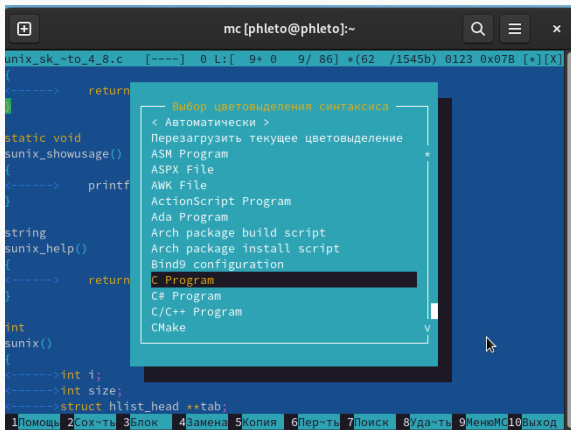 mc [phleto@phleto]:~
unix_sk_~to_4_8.c [----] 0 L:[ 9+ 0 9/ 86] *(62 /1545b) 0123 0x07B [*][X]
{
<------> return
}
static void
sunix_showusage()
{
<------> printf
}
string
sunix_help()
{
<------> return
}
int
sunix()
{
<------>int i;
<------>int size;
<------>struct hlist_head **tab;
Выбор цветовыделения синтаксиса
< Автоматически >
Перезагрузить текущее цветовыделение
ASM Program
ASPX File
AWK File
ActionScript Program
Ada Program
Arch package build script
Arch package install script
Bind9 configuration
C Program
C# Program
C/C++ Program
CMake
1Помощь 2Сох~ть 3Блок 4Замена 5Копия 6Пер~ть 7Поиск 8Уда~ть 9МенюMC 10Выход